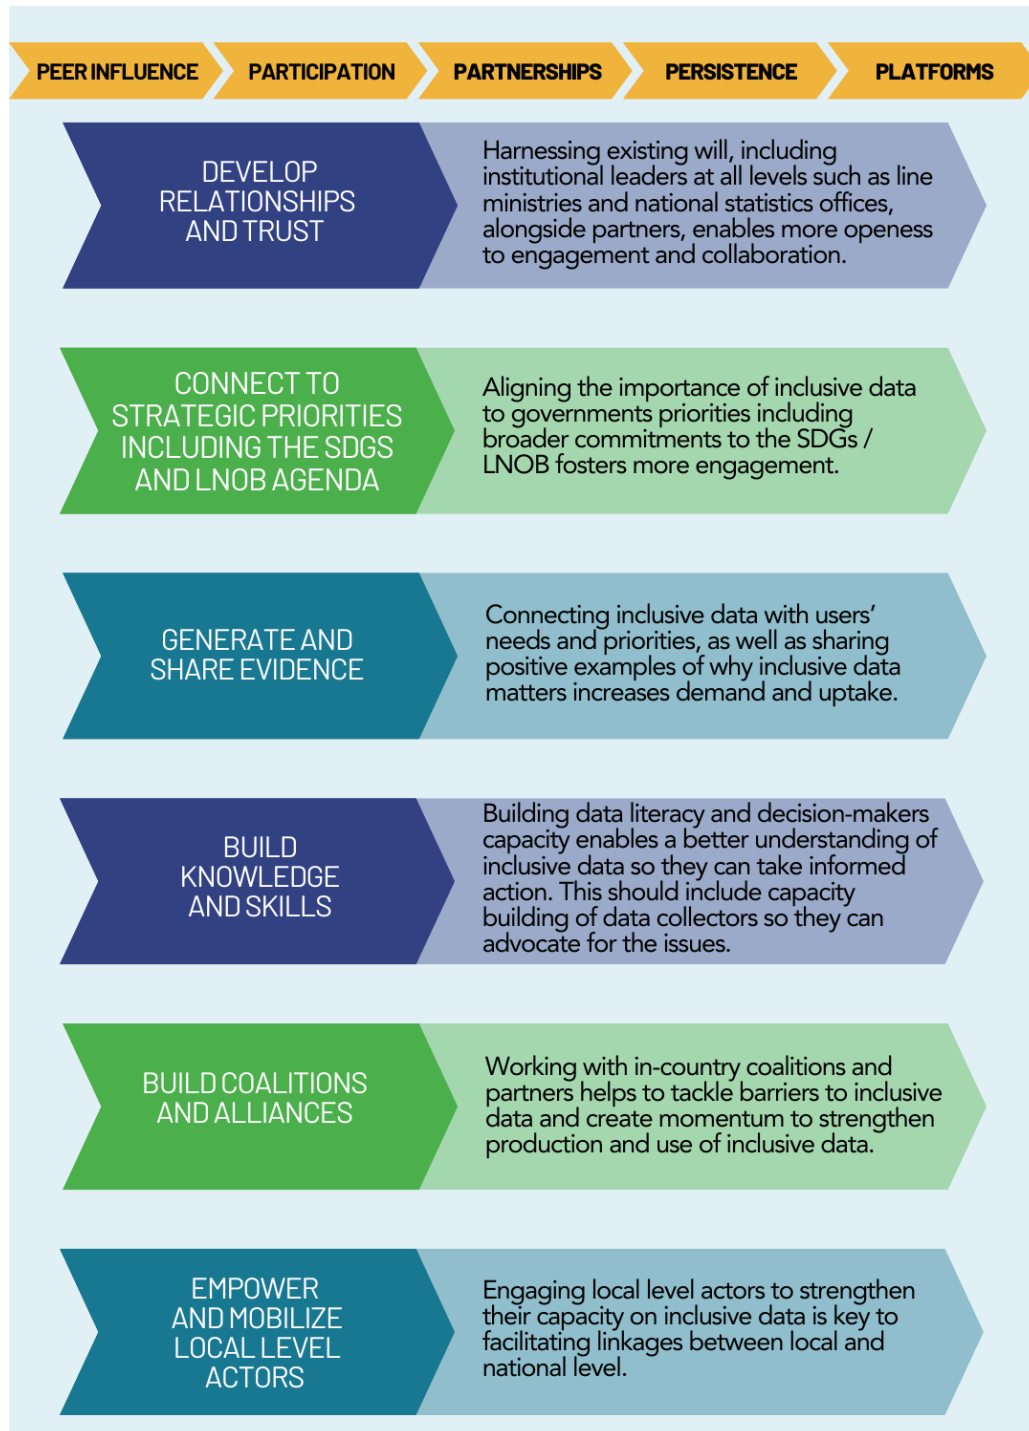 PEER INFLUENCE PARTICIPATION PARTNERSHIPS PERSISTENCE PLATFORMS
DEVELOP
RELATIONSHIPS
AND TRUST
Harnessing existing will, including
institutional leaders at all levels such as line
ministries and national statistics offices,
alongside partners, enables more openess
to engagement and collaboration.
CONNECT TO
STRATEGIC PRIORITIES
INCLUDING THE SDGS
AND LNOB AGENDA
Aligning the importance of inclusive data
to governments priorities including
broader commitments to the SDGs /
LNOB fosters more engagement.
GENERATE AND
SHARE EVIDENCE
Connecting inclusive data with users’
needs and priorities, as well as sharing
positive examples of why inclusive data
matters increases demand and uptake.
BUILD
KNOWLEDGE
AND SKILLS
Building data literacy and decision-makers
capacity enables a better understanding of
inclusive data so they can take informed
action. This should include capacity
building of data collectors so they can
advocate for the issues.
BUILD COALITIONS
AND ALLIANCES
Working with in-country coalitions and
partners helps to tackle barriers to inclusive
data and create momentum to strengthen
production and use of inclusive data.
EMPOWER
AND MOBILIZE
LOCAL LEVEL
ACTORS
Engaging local level actors to strengthen
their capacity on inclusive data is key to
facilitating linkages between local and
national level.